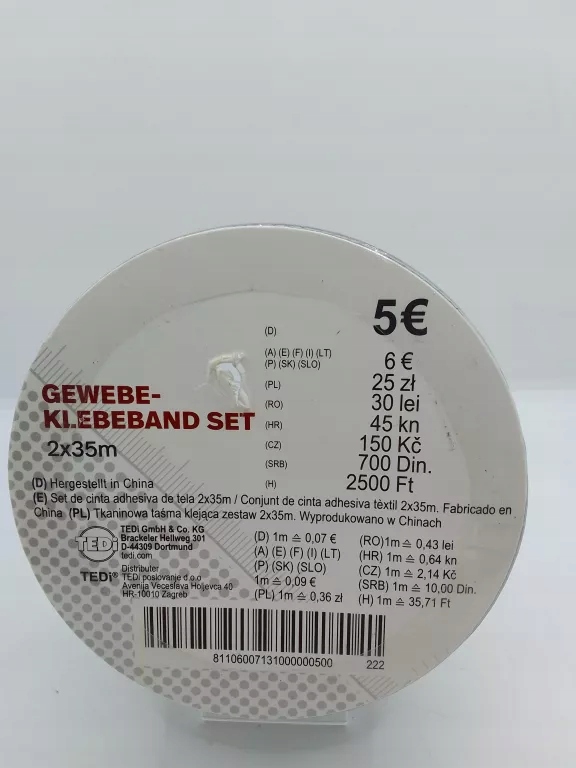 5€
(D)
(A) (E) (F) (I) (LT)
(P) (SK) (SLO) 6 €
(PL) 25 zł
(RO) 30 lei
(HR) 45 kn
(CZ) 150 Kč
(SRB) 700 Din.
(H) 2500 Ft
GEWEBE-
KLEBEBAND SET
2x35m
(D) Hergestellt in China
(E) Set de cinta adhesiva de tela 2x35m / Conjunt de cinta adhesiva tèxtil 2x35m. Fabricado en
China (PL) Tkaninowa taśma klejąca zestaw 2x35m. Wyprodukowano w Chinach
TEDi
TEDi GmbH & Co. KG
Brackeler Hellweg 301
D-44309 Dortmund
tedi.com
TEDi®
Distributer
TEDi poslovanje d.o.o
Avenija Veceslava Holjevca 40
HR-10010 Zagreb
(D) 1m ≙ 0,07 €
(A) (E) (F) (I) (LT)
(P) (SK) (SLO)
1m ≙ 0,09 €
(PL) 1m ≙ 0,36 zł
(RO)1m ≙ 0,43 lei
(HR) 1m ≙ 0,64 kn
(CZ) 1m ≙ 2,14 Kč
(SRB) 1m ≙ 10,00 Din.
(H) 1m ≙ 35,71 Ft
81106007131000000500 222